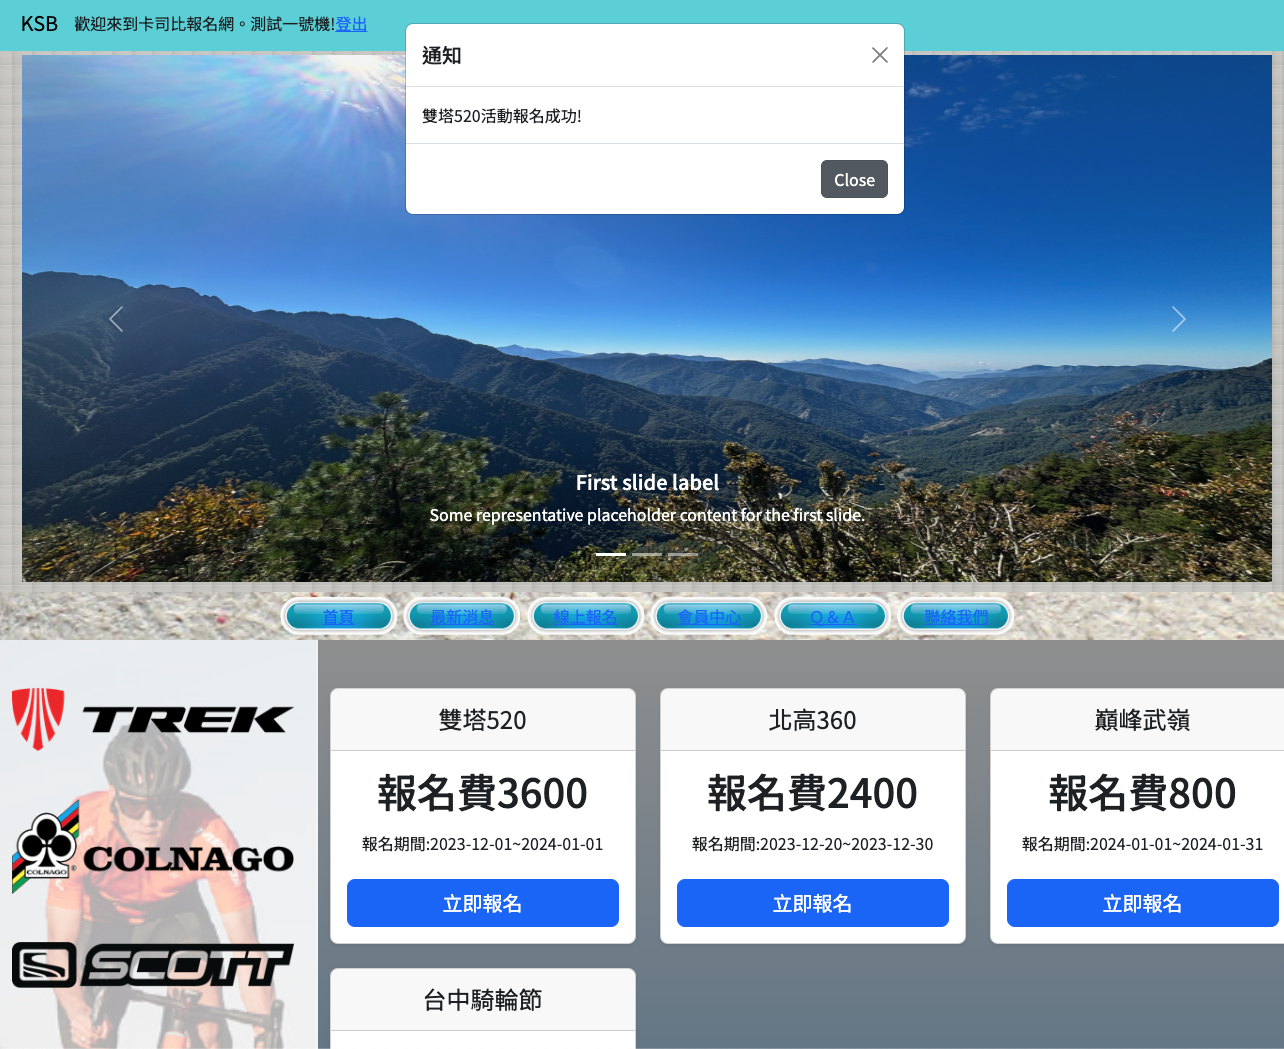 KSB 歡迎來到卡司比報名網。測試一號機!登出
通知
雙塔520活動報名成功!
Close
First slide label
Some representative placeholder content for the first slide.
首頁 最新消息 線上報名 會員中心 Q & A 聯絡我們
TREK
COLNAGO
COLNAGO
SCOTT
雙塔520
報名費3600
報名期間:2023-12-01~2024-01-01
立即報名
北高360
報名費2400
報名期間:2023-12-20~2023-12-30
立即報名
巔峰武嶺
報名費800
報名期間:2024-01-01~2024-01-31
立即報名
台中騎輪節